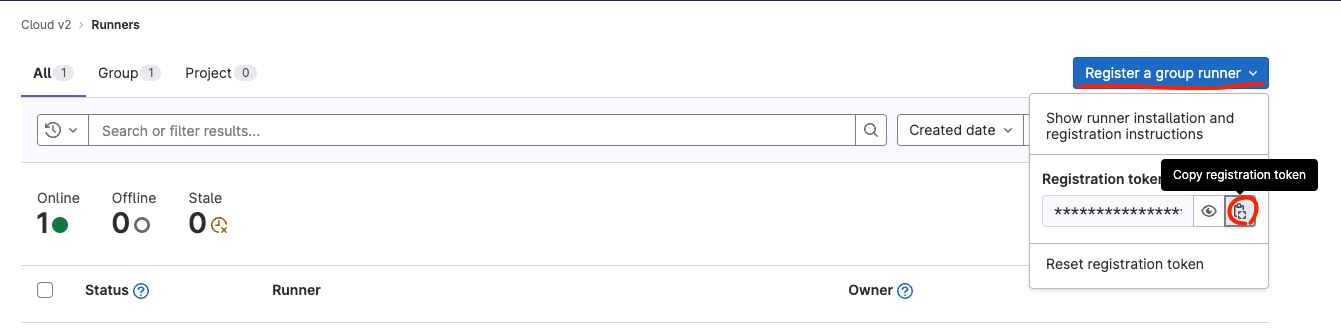 Cloud v2 › Runners
All 1 Group 1 Project 0
Register a group runner
Show runner installation and
registration instructions
Search or filter results...
Created date
Copy registration token
Registration token
****************
Online Offline Stale
1 0 0
Reset registration token
Status ? Runner Owner ?